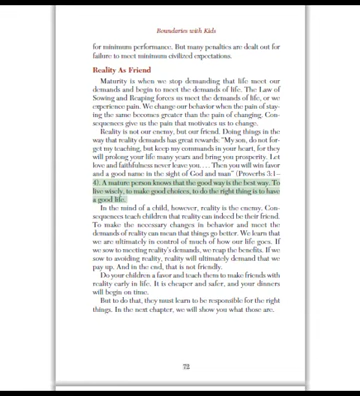 Boundaries with Kids
for minimum performance. But many penalties are dealt out for
failure to meet minimum civilized expectations.
Reality As Friend
Maturity is when we stop demanding that life meet our
demands and begin to meet the demands of life. The Law of
Sowing and Reaping forces us meet the demands of life, or we
experience pain. We change our behavior when the pain of stay-
ing the same becomes greater than the pain of changing. Con-
sequences give us the pain that motivates us to change.
Reality is not our enemy, but our friend. Doing things in the
way that reality demands has great rewards: "My son, do not for-
get my teaching, but keep my commands in your heart, for they
will prolong your life many years and bring you prosperity. Let
love and faithfulness never leave you. . . . Then you will win favor
and a good name in the sight of God and man" (Proverbs 3:1–
4). A mature person knows that the good way is the best way. To
live wisely, to make good choices, to do the right thing is to have
a good life.
In the mind of a child, however, reality is the enemy. Con-
sequences teach children that reality can indeed be their friend.
To make the necessary changes in behavior and meet the
demands of reality can mean that things go better. We learn that
we are ultimately in control of much of how our life goes. If
we sow to meeting reality's demands, we reap the benefits. If we
sow to avoiding reality, reality will ultimately demand that we
pay up. And in the end, that is not friendly.
Do your children a favor and teach them to make friends with
reality early in life. It is cheaper and safer, and your dinners
will begin on time.
But to do that, they must learn to be responsible for the right
things. In the next chapter, we will show you what those are.
72